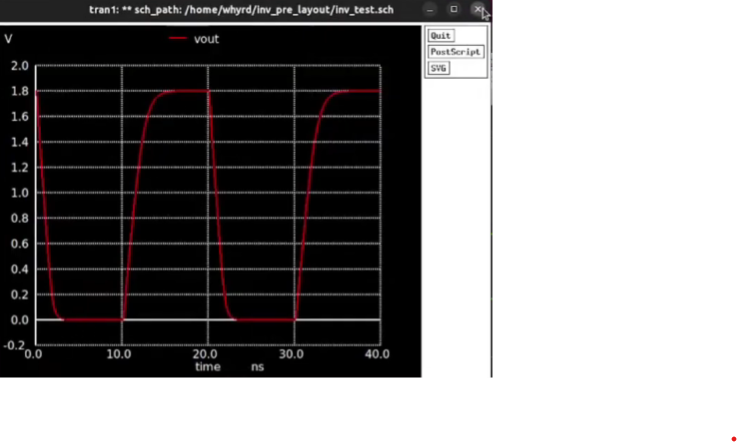 tran1: ** sch_path: /home/whyrd/inv_pre_layout/inv_test.sch
V
vout
Quit
PostScript
SVG
2.0
1.8
1.6
1.4
1.2
1.0
0.8
0.6
0.4
0.2
0.0
-0.2
0.0 10.0 20.0 30.0 40.0
time ns